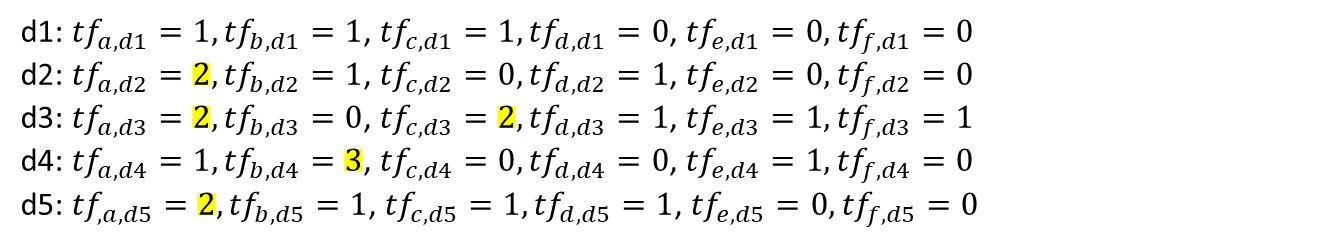 d1: tf_{a,d1} = 1, tf_{b,d1} = 1, tf_{c,d1} = 1, tf_{d,d1} = 0, tf_{e,d1} = 0, tf_{f,d1} = 0
d2: tf_{a,d2} = 2, tf_{b,d2} = 1, tf_{c,d2} = 0, tf_{d,d2} = 1, tf_{e,d2} = 0, tf_{f,d2} = 0
d3: tf_{a,d3} = 2, tf_{b,d3} = 0, tf_{c,d3} = 2, tf_{d,d3} = 1, tf_{e,d3} = 1, tf_{f,d3} = 1
d4: tf_{a,d4} = 1, tf_{b,d4} = 3, tf_{c,d4} = 0, tf_{d,d4} = 0, tf_{e,d4} = 1, tf_{f,d4} = 0
d5: tf_{,a,d5} = 2, tf_{b,d5} = 1, tf_{c,d5} = 1, tf_{d,d5} = 1, tf_{e,d5} = 0, tf_{f,d5} = 0